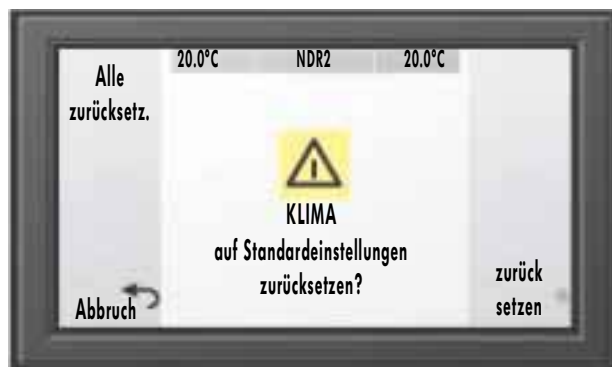 20.0°C NDR2 20.0°C
Alle
zurücksetz.
KLIMA
auf Standardeinstellungen
zurücksetzen?
Abbruch
zurück
setzen